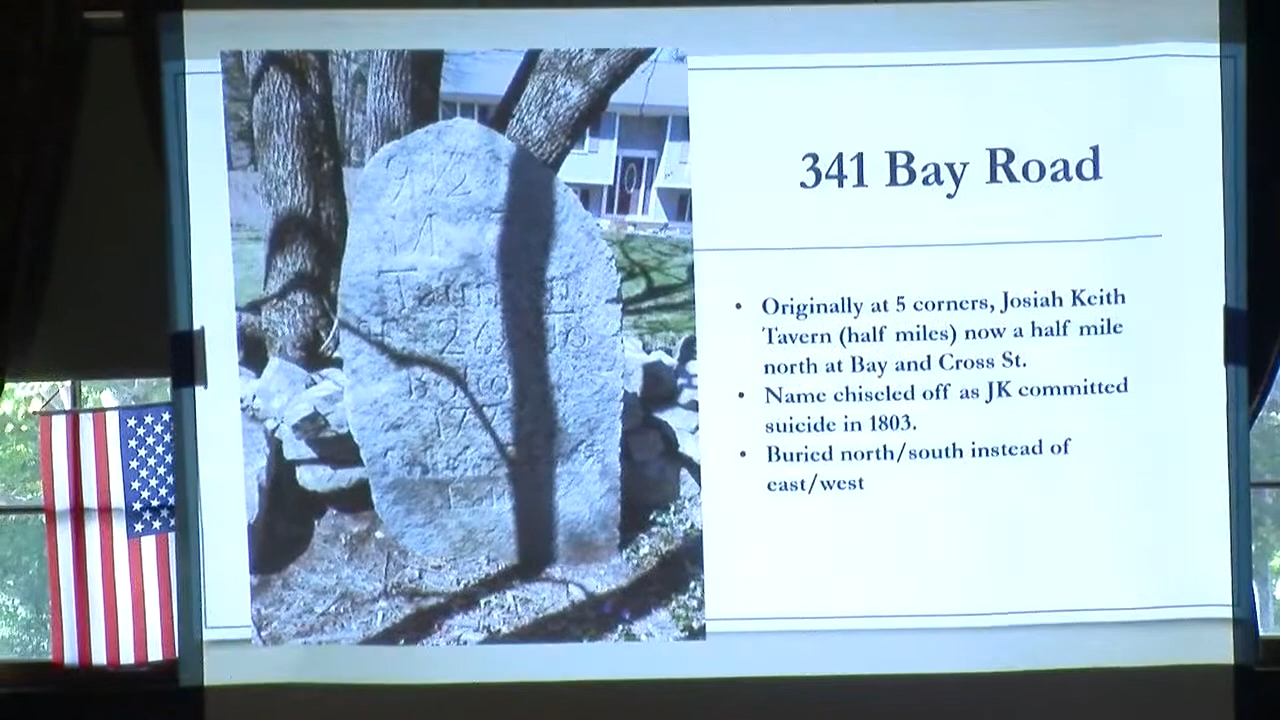 341 Bay Road
• Originally at 5 corners, Josiah Keith
Tavern (half miles) now a half mile
north at Bay and Cross St.
• Name chiseled off as JK committed
suicide in 1803.
• Buried north/south instead of
east/west